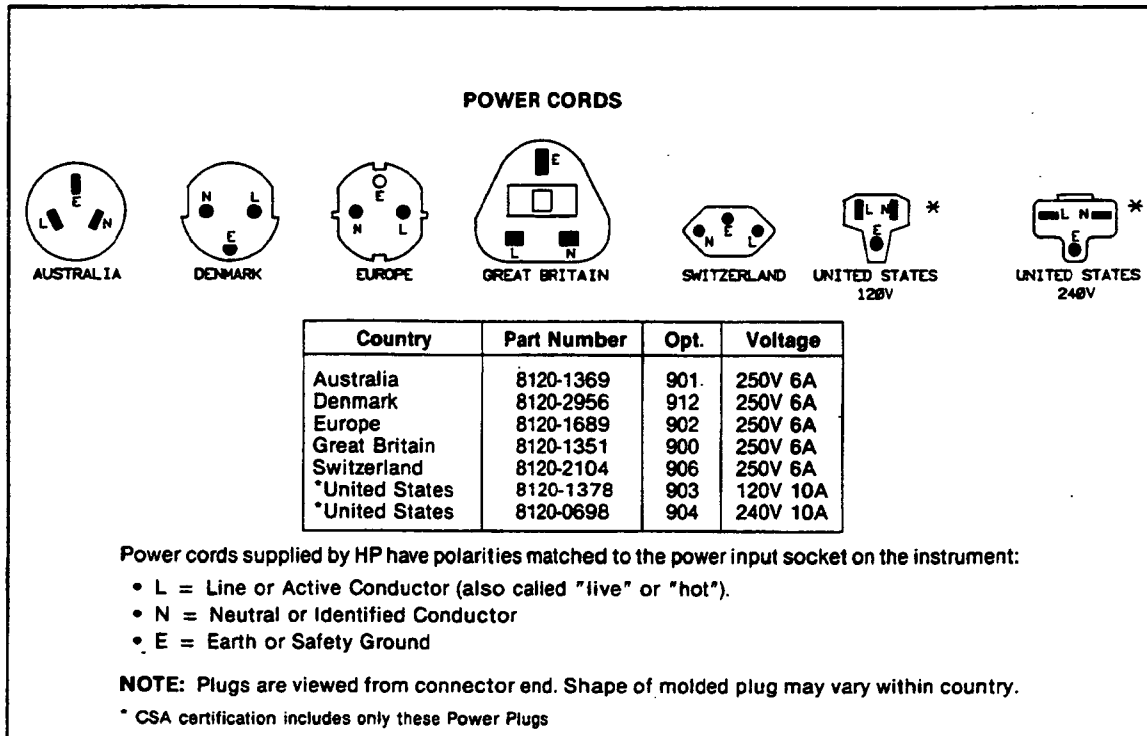 POWER CORDS
E
L N
AUSTRALIA
N L
E
DENMARK
E
N L
EUROPE
E
L N
GREAT BRITAIN
N E L
SWITZERLAND
L N *
E
UNITED STATES
120V
L N *
E
UNITED STATES
240V
Country Part Number Opt. Voltage
Australia 8120-1369 901 250V 6A
Denmark 8120-2956 912 250V 6A
Europe 8120-1689 902 250V 6A
Great Britain 8120-1351 900 250V 6A
Switzerland 8120-2104 906 250V 6A
*United States 8120-1378 903 120V 10A
*United States 8120-0698 904 240V 10A
Power cords supplied by HP have polarities matched to the power input socket on the instrument:
• L = Line or Active Conductor (also called "live" or "hot").
• N = Neutral or Identified Conductor
• E = Earth or Safety Ground
NOTE: Plugs are viewed from connector end. Shape of molded plug may vary within country.
* CSA certification includes only these Power Plugs